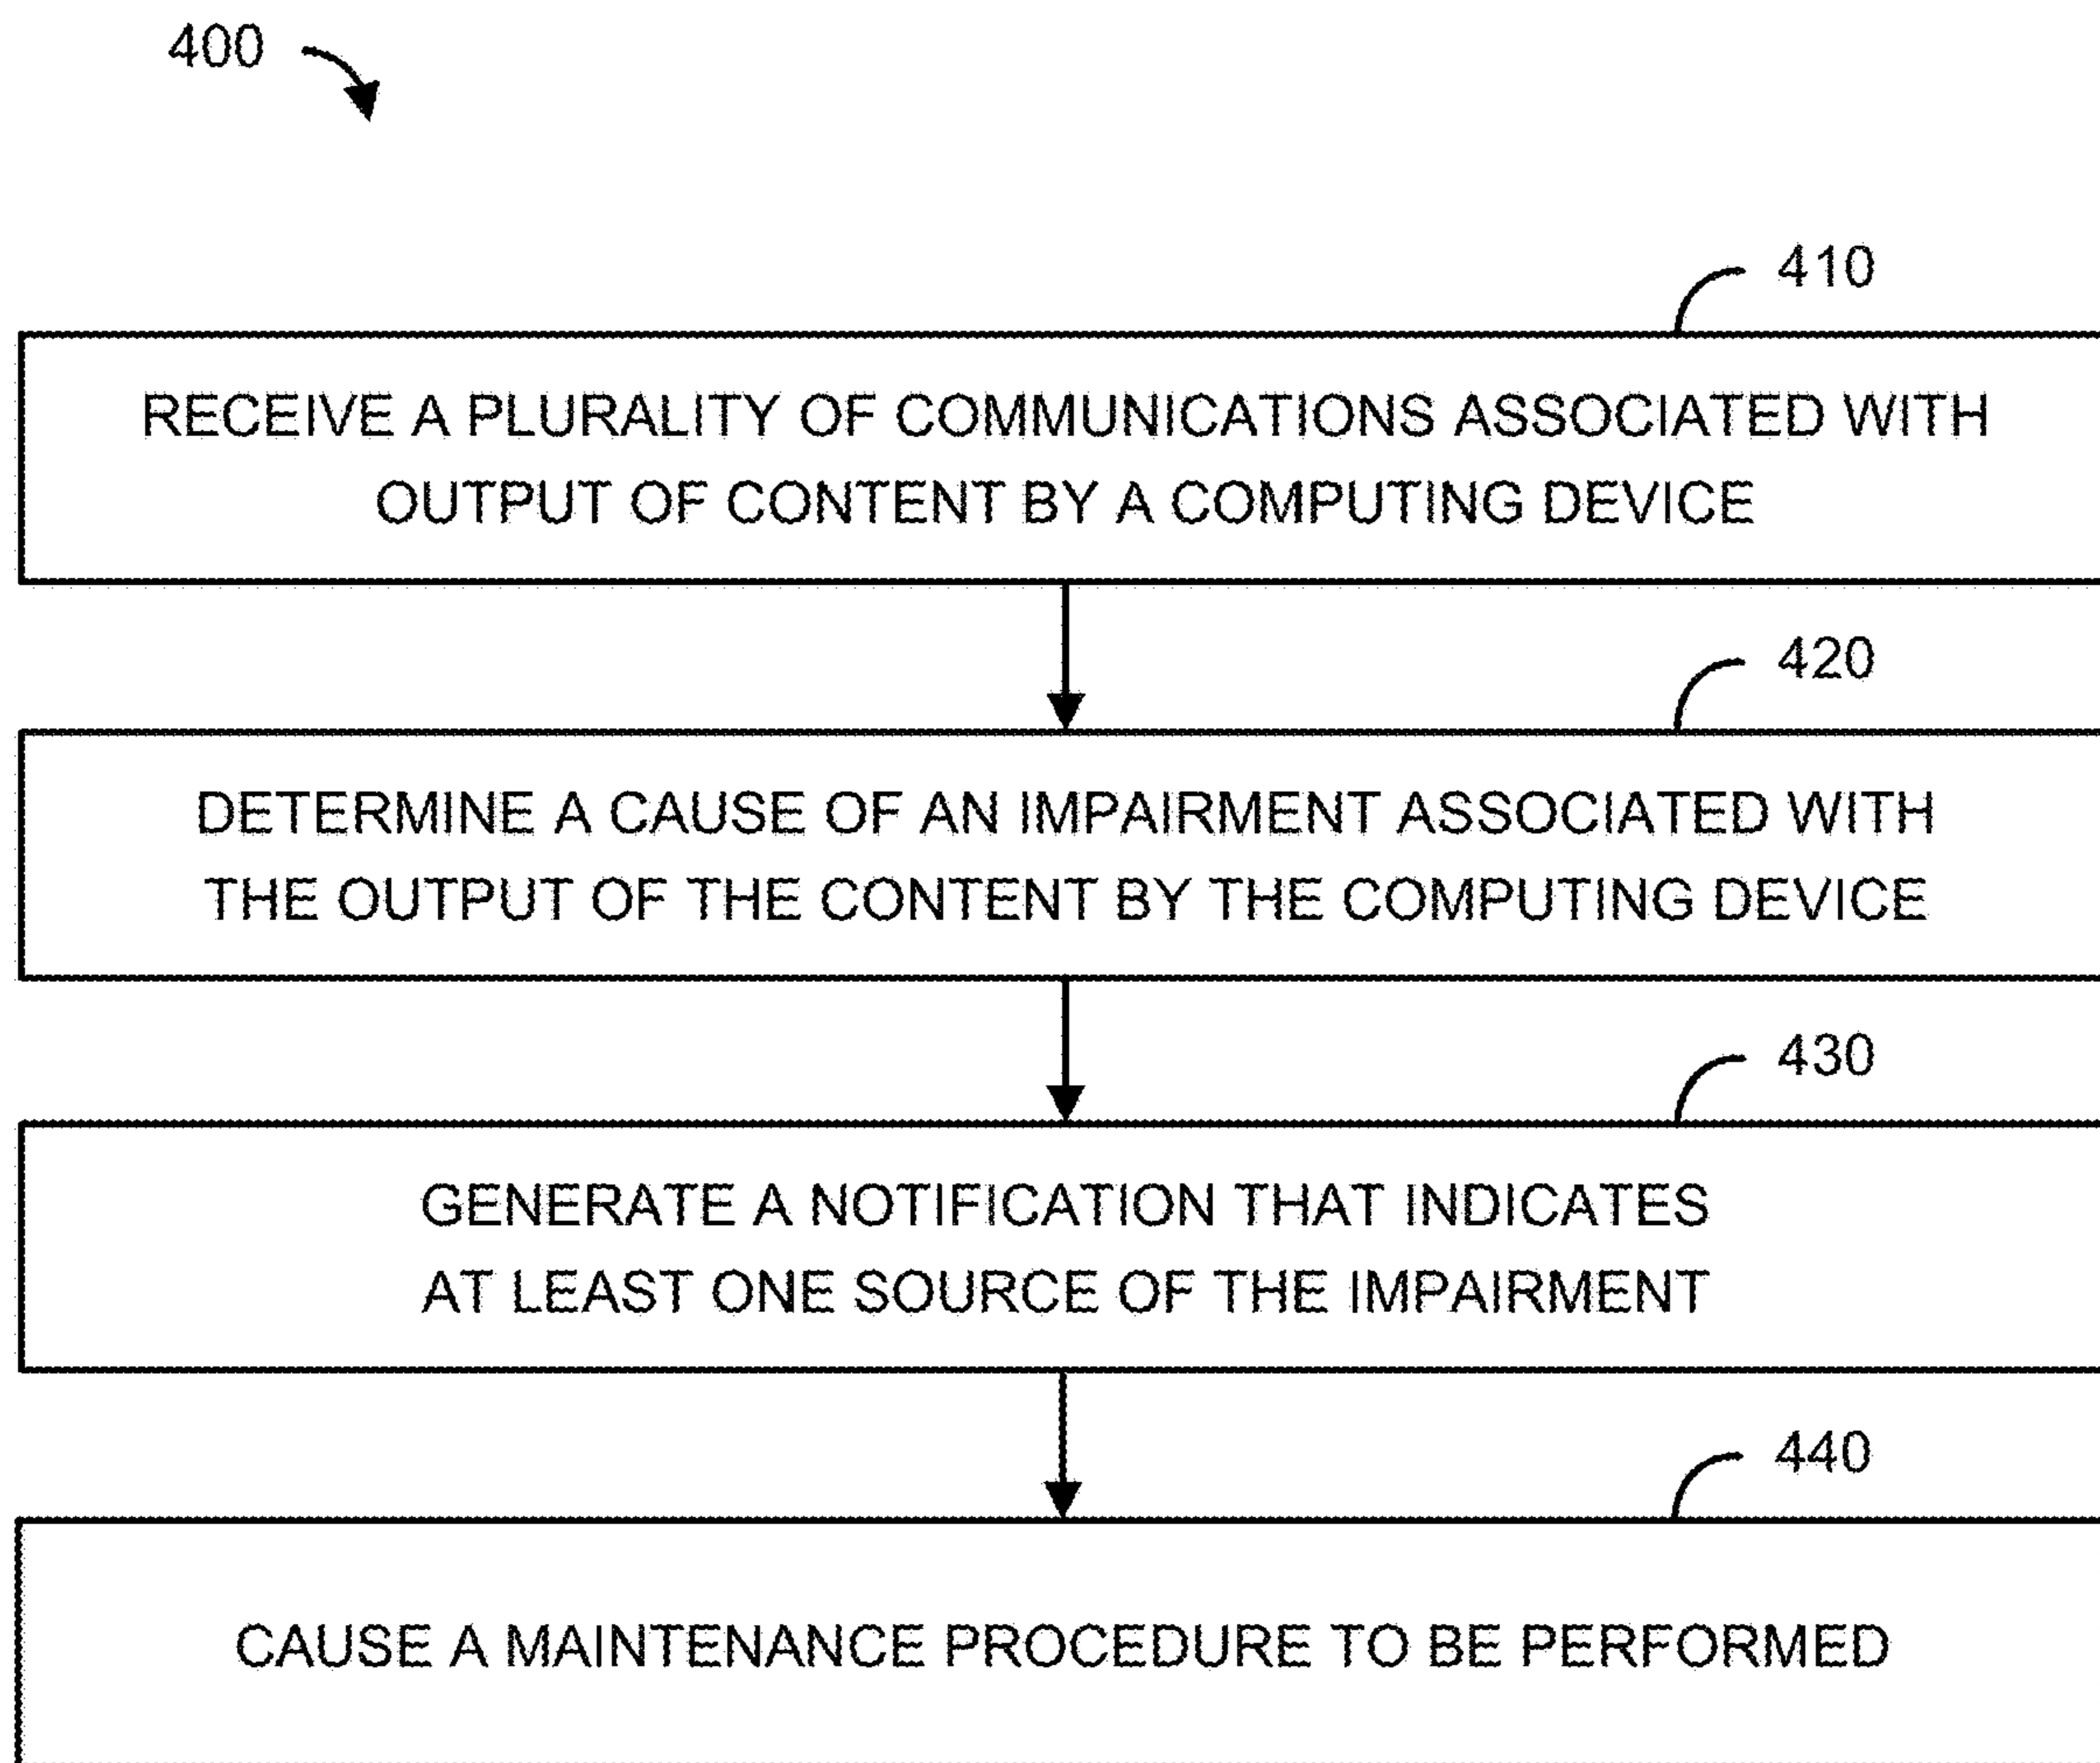 400
410
RECEIVE A PLURALITY OF COMMUNICATIONS ASSOCIATED WITH
OUTPUT OF CONTENT BY A COMPUTING DEVICE
420
DETERMINE A CAUSE OF AN IMPAIRMENT ASSOCIATED WITH
THE OUTPUT OF THE CONTENT BY THE COMPUTING DEVICE
430
GENERATE A NOTIFICATION THAT INDICATES
AT LEAST ONE SOURCE OF THE IMPAIRMENT
440
CAUSE A MAINTENANCE PROCEDURE TO BE PERFORMED